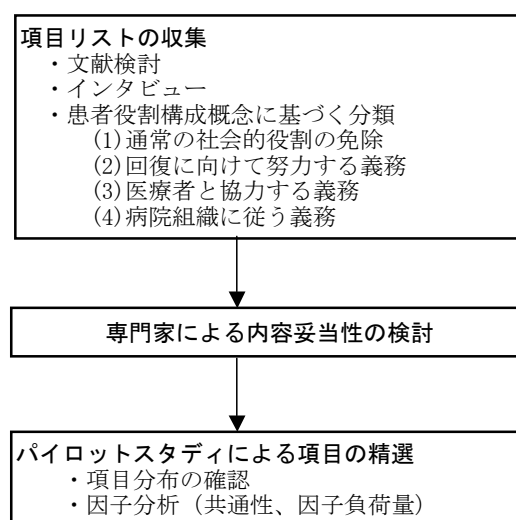 項目リストの収集
・文献検討
・インタビュー
・患者役割構成概念に基づく分類
(1)通常の社会的役割の免除
(2)回復に向けて努力する義務
(3)医療者と協力する義務
(4)病院組織に従う義務
専門家による内容妥当性の検討
パイロットスタディによる項目の精選
・項目分布の確認
・因子分析（共通性、因子負荷量）